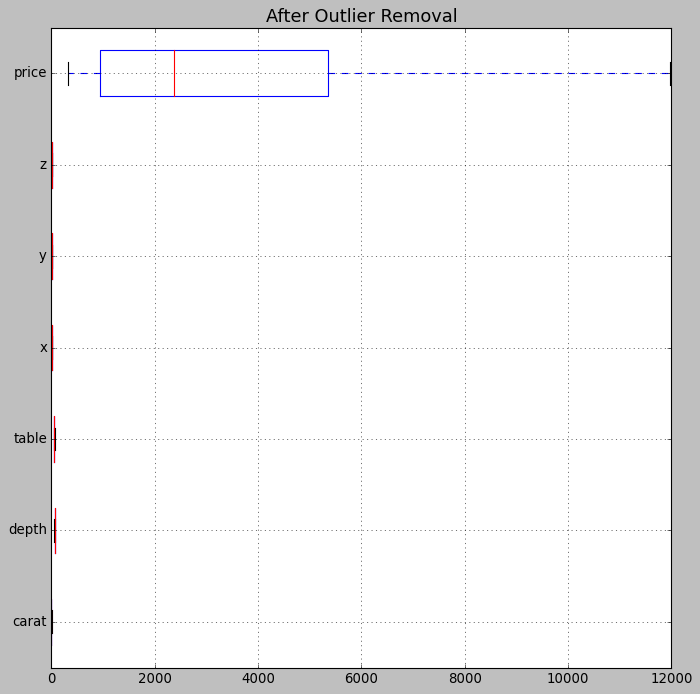 After Outlier Removal
price
z
y
x
table
depth
carat
0 2000 4000 6000 8000 10000 12000